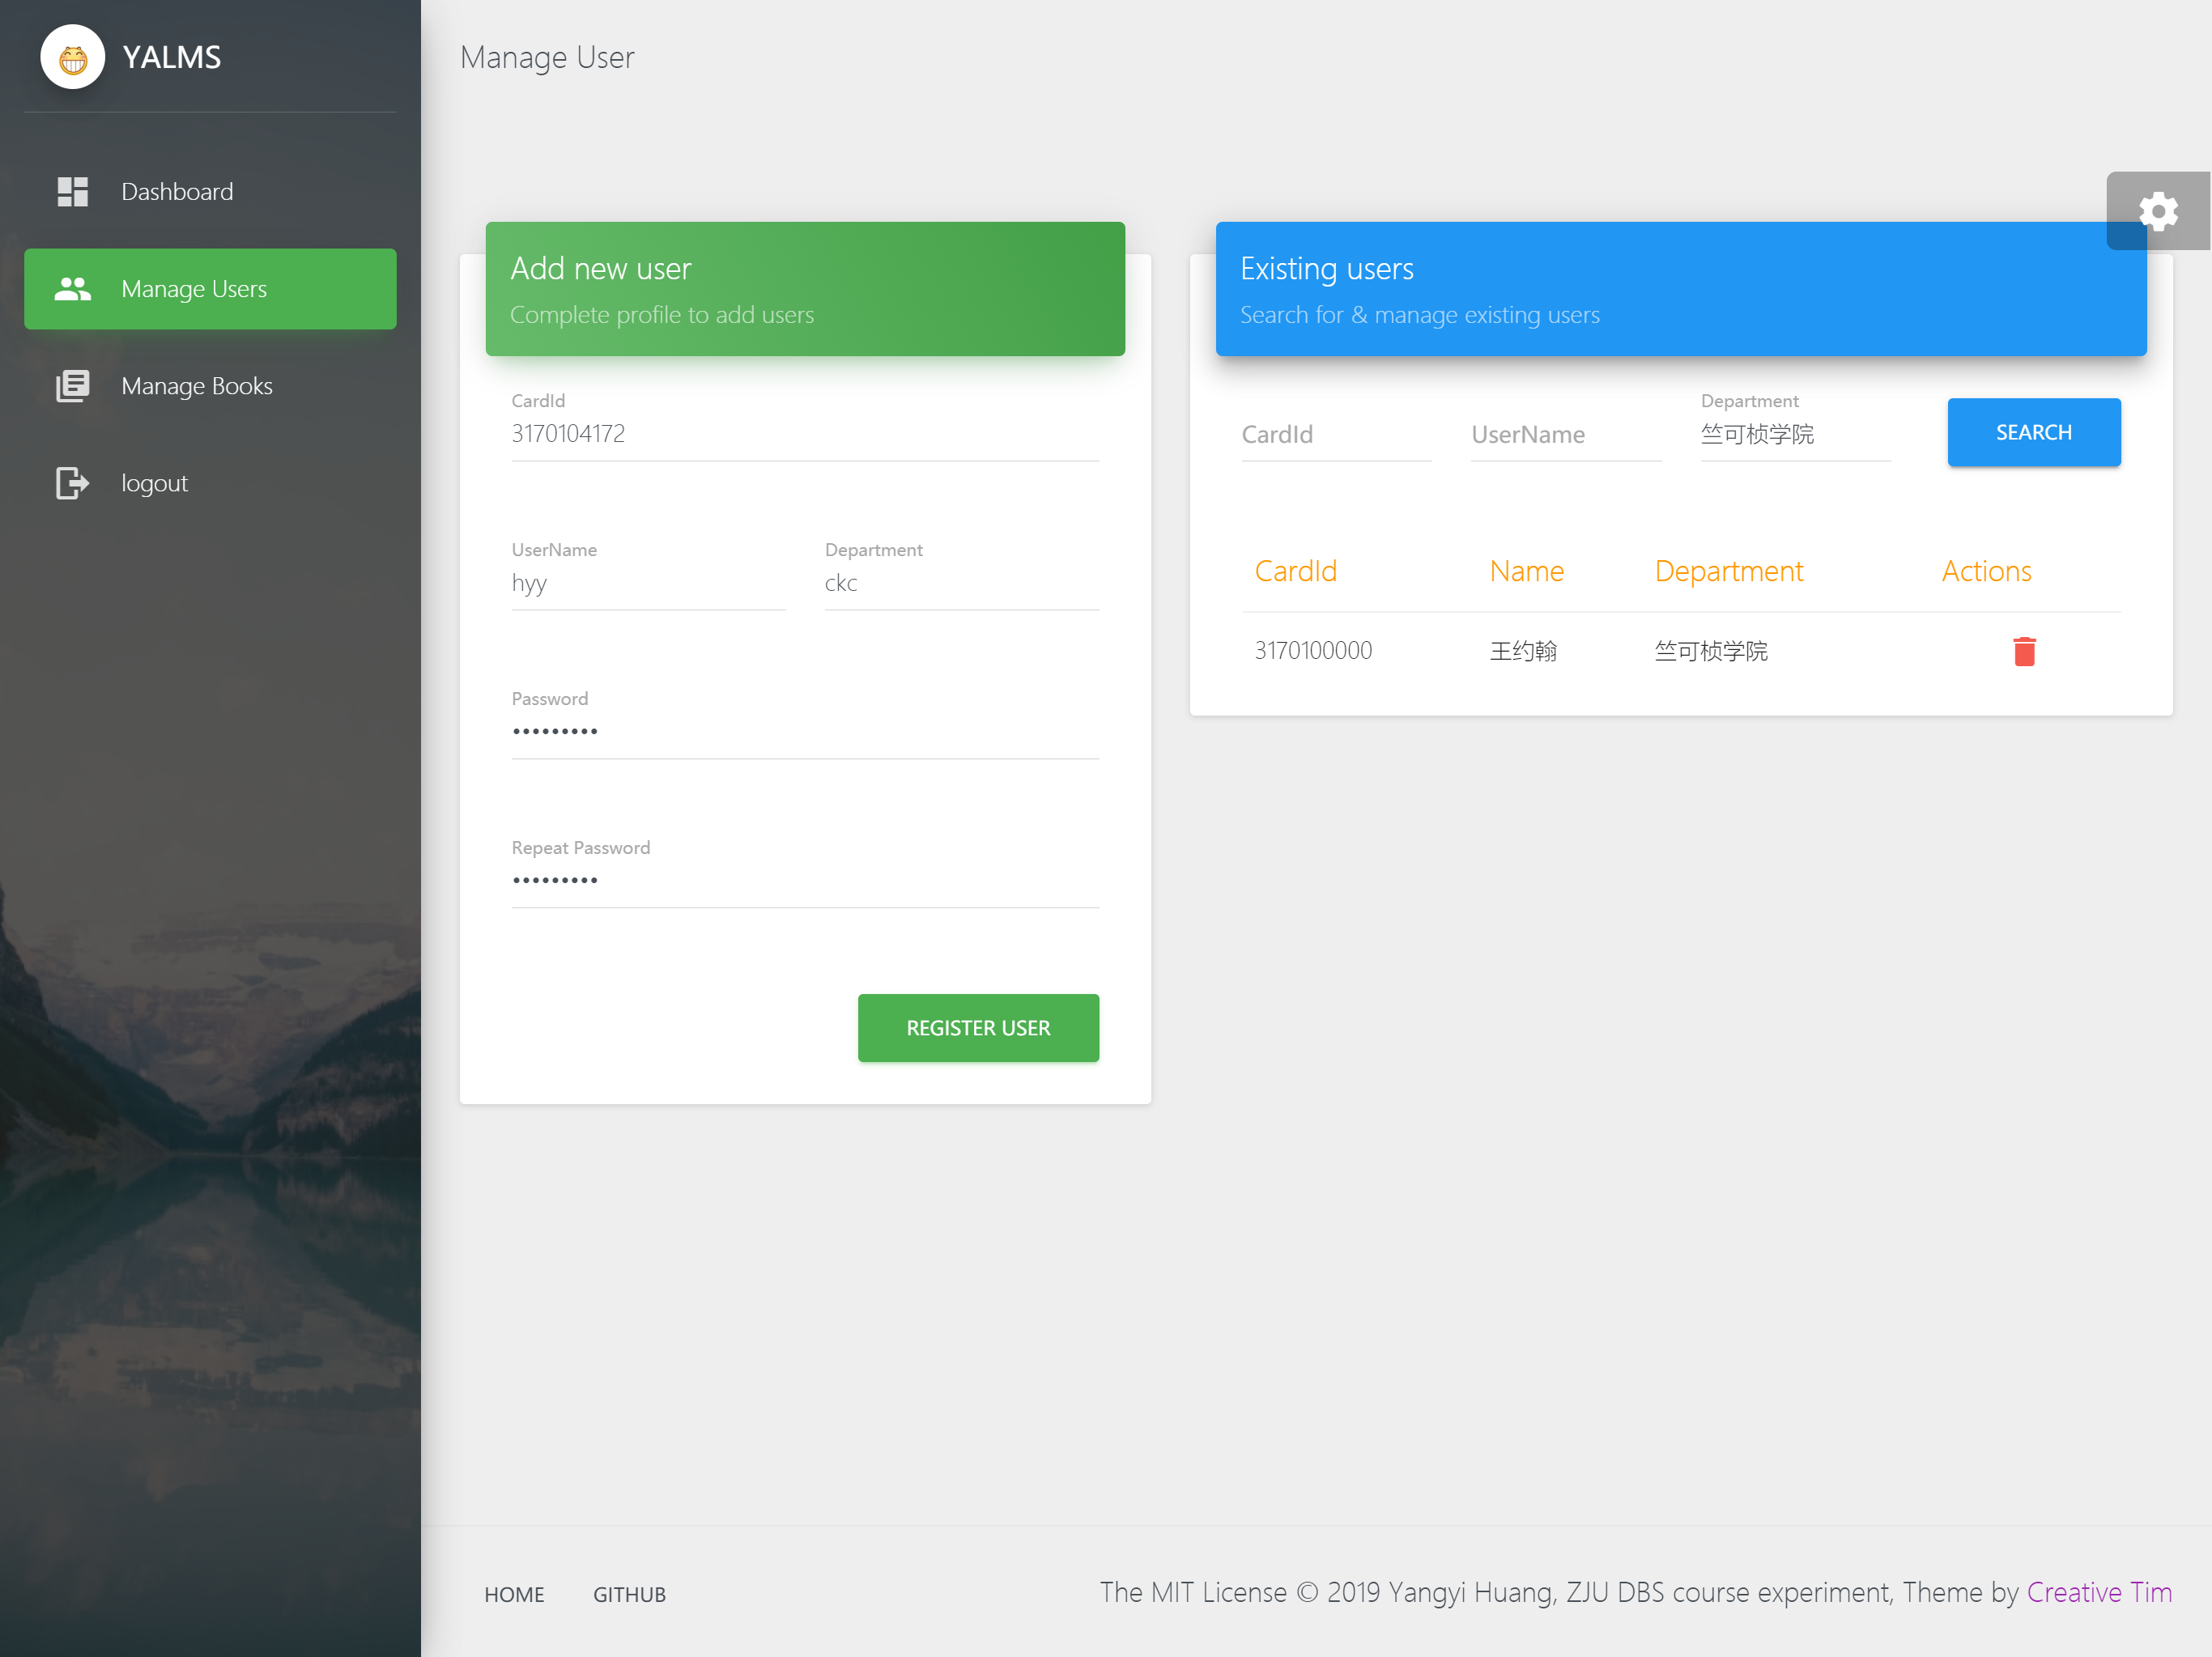 YALMS
Dashboard
Manage Users
Manage Books
logout
Manage User
Add new user
Complete profile to add users
CardId
3170104172
UserName
hyy
Department
ckc
Password
•••••••••
Repeat Password
•••••••••
REGISTER USER
Existing users
Search for & manage existing users
CardId
UserName
Department
竺可桢学院
SEARCH
CardId Name Department Actions
3170100000 王约翰 竺可桢学院
HOME GITHUB
The MIT License © 2019 Yangyi Huang, ZJU DBS course experiment, Theme by Creative Tim